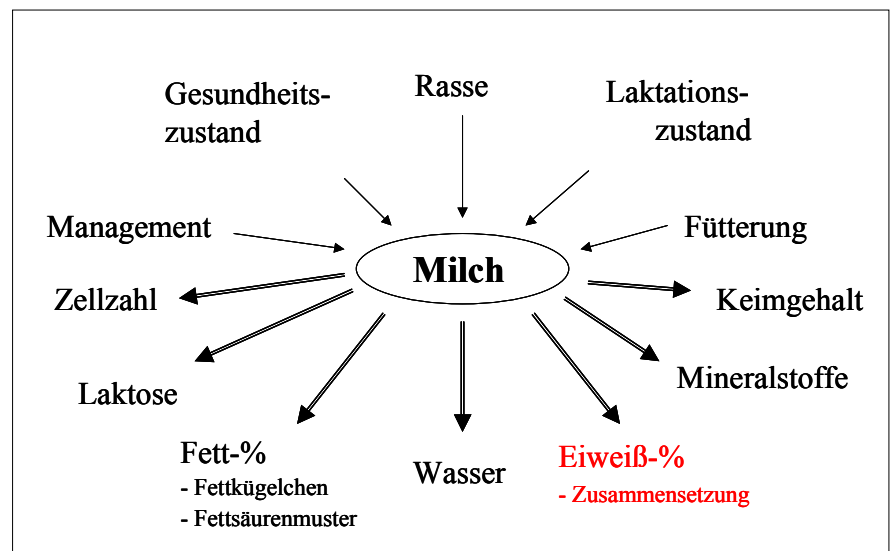 Gesundheits-
zustand
Rasse
Laktations-
zustand
Management
Fütterung
Milch
Zellzahl
Keimgehalt
Laktose
Mineralstoffe
Fett-%
- Fettkügelchen
- Fettsäurenmuster
Wasser
Eiweiß-%
- Zusammensetzung